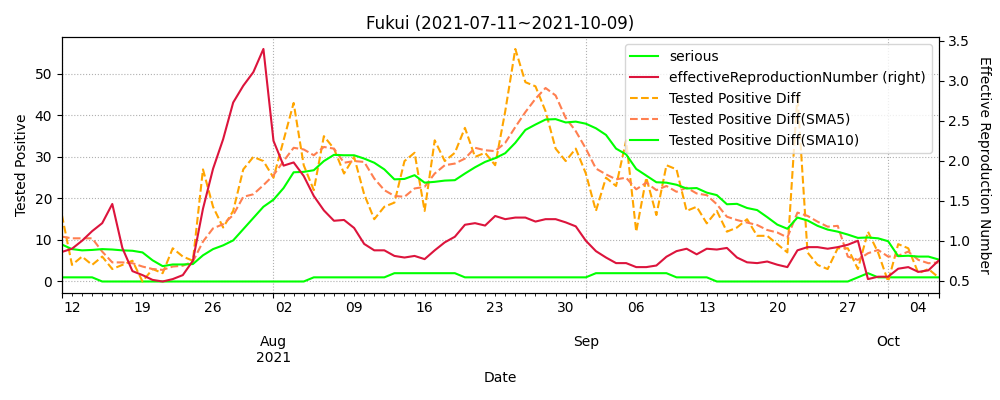 Fukui (2021-07-11~2021-10-09)
serious
effectiveReproductionNumber (right)
Tested Positive Diff
Tested Positive Diff(SMA5)
Tested Positive Diff(SMA10)
Tested Positive
50
40
30
20
10
0
3.5
3.0
2.5
2.0
1.5
1.0
0.5
Effective Reproduction Number
12 19 26 02 09 16 23 30 06 13 20 27 04
Aug Sep Oct
2021
Date